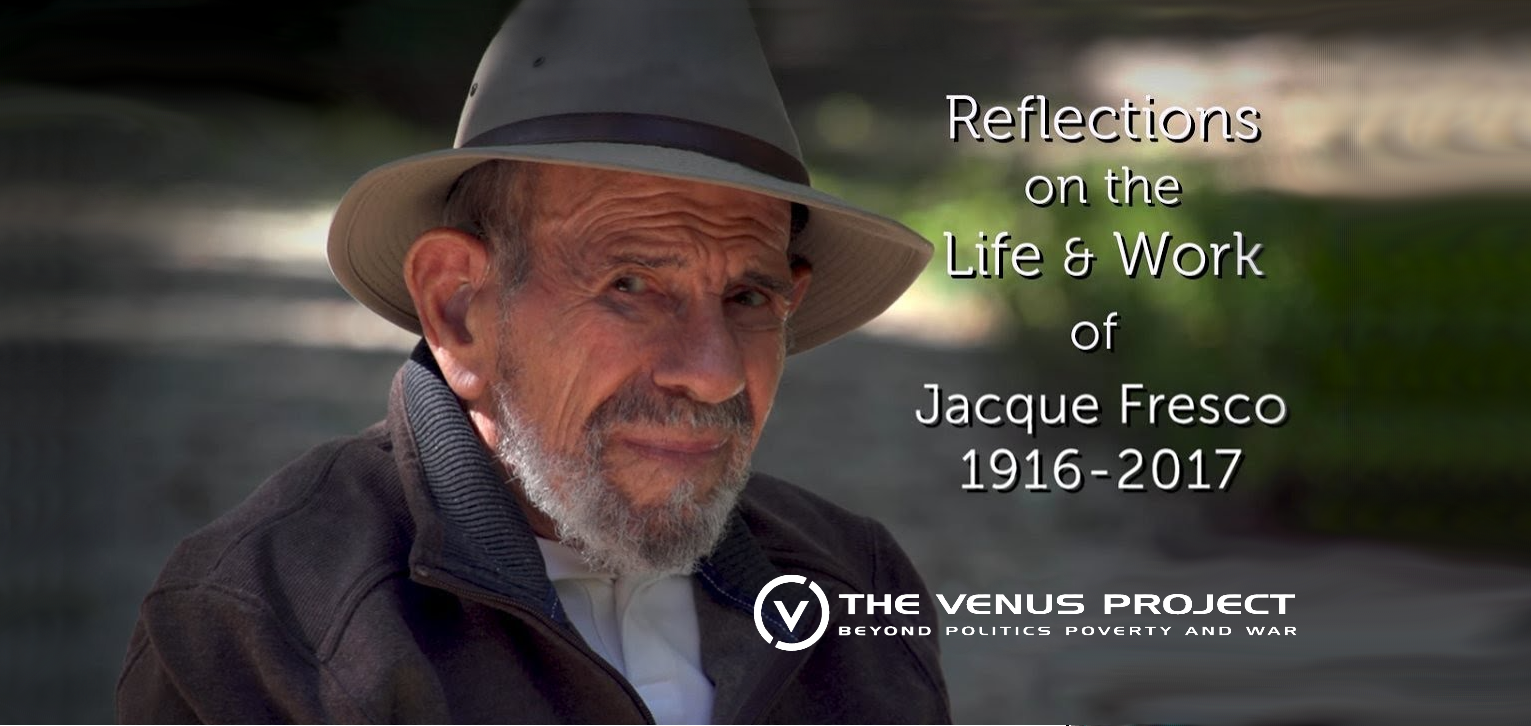 Reflections
on the
Life & Work
of
Jacque Fresco
1916-2017
THE VENUS PROJECT
BEYOND POLITICS POVERTY AND WAR